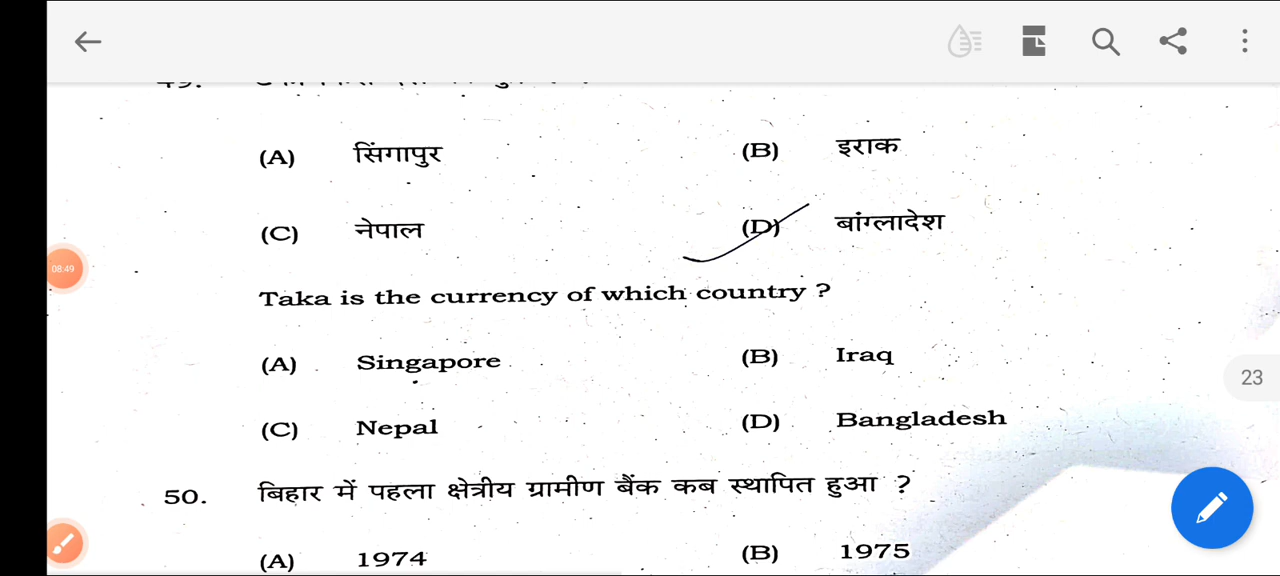 49.
(A) सिंगापुर (B) इराक
(C) नेपाल (D) बांग्लादेश
08:49
Taka is the currency of which country ?
(A) Singapore (B) Iraq
23
(C) Nepal (D) Bangladesh
50. बिहार में पहला क्षेत्रीय ग्रामीण बैंक कब स्थापित हुआ ?
(A) 1974 (B) 1975